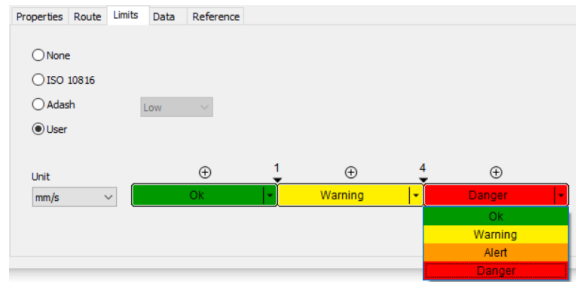 Properties Route Limits Data Reference
None
ISO 10816
Adash Low
User
Unit 1 4
mm/s Ok Warning Danger
Ok
Warning
Alert
Danger